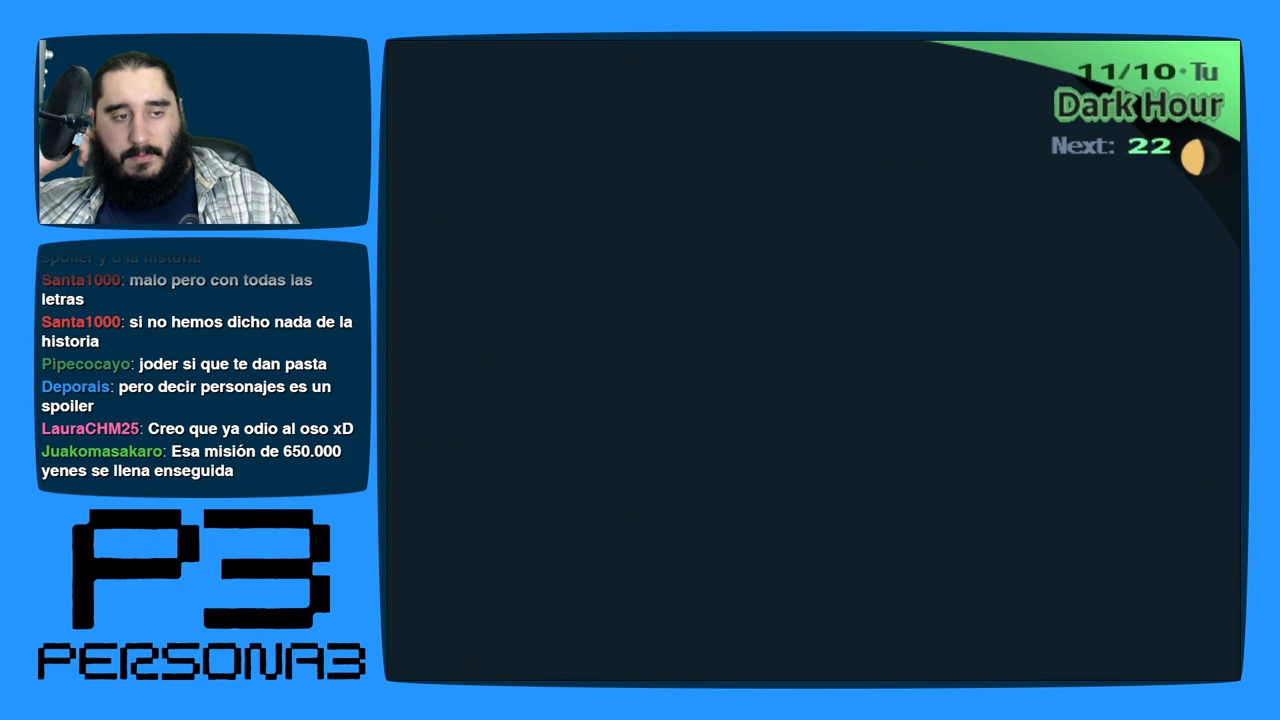 11/10·Tu
Dark Hour
Next: 22
spoiler y d la historia
Santa1000: malo pero con todas las
letras
Santa1000: si no hemos dicho nada de la
historia
Pipecocayo: joder si que te dan pasta
Deporais: pero decir personajes es un
spoiler
LauraCHM25: Creo que ya odio al oso xD
Juakomasakaro: Esa misión de 650.000
yenes se llena enseguida
P3
PERSONA3